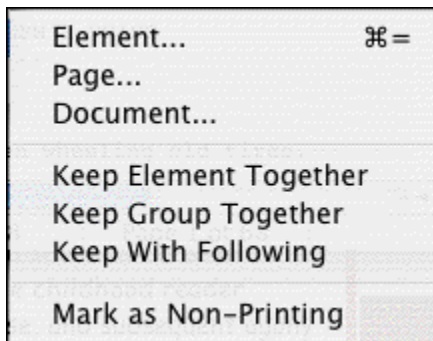 Element... ⌘=
Page...
Document...
Keep Element Together
Keep Group Together
Keep With Following
Mark as Non-Printing